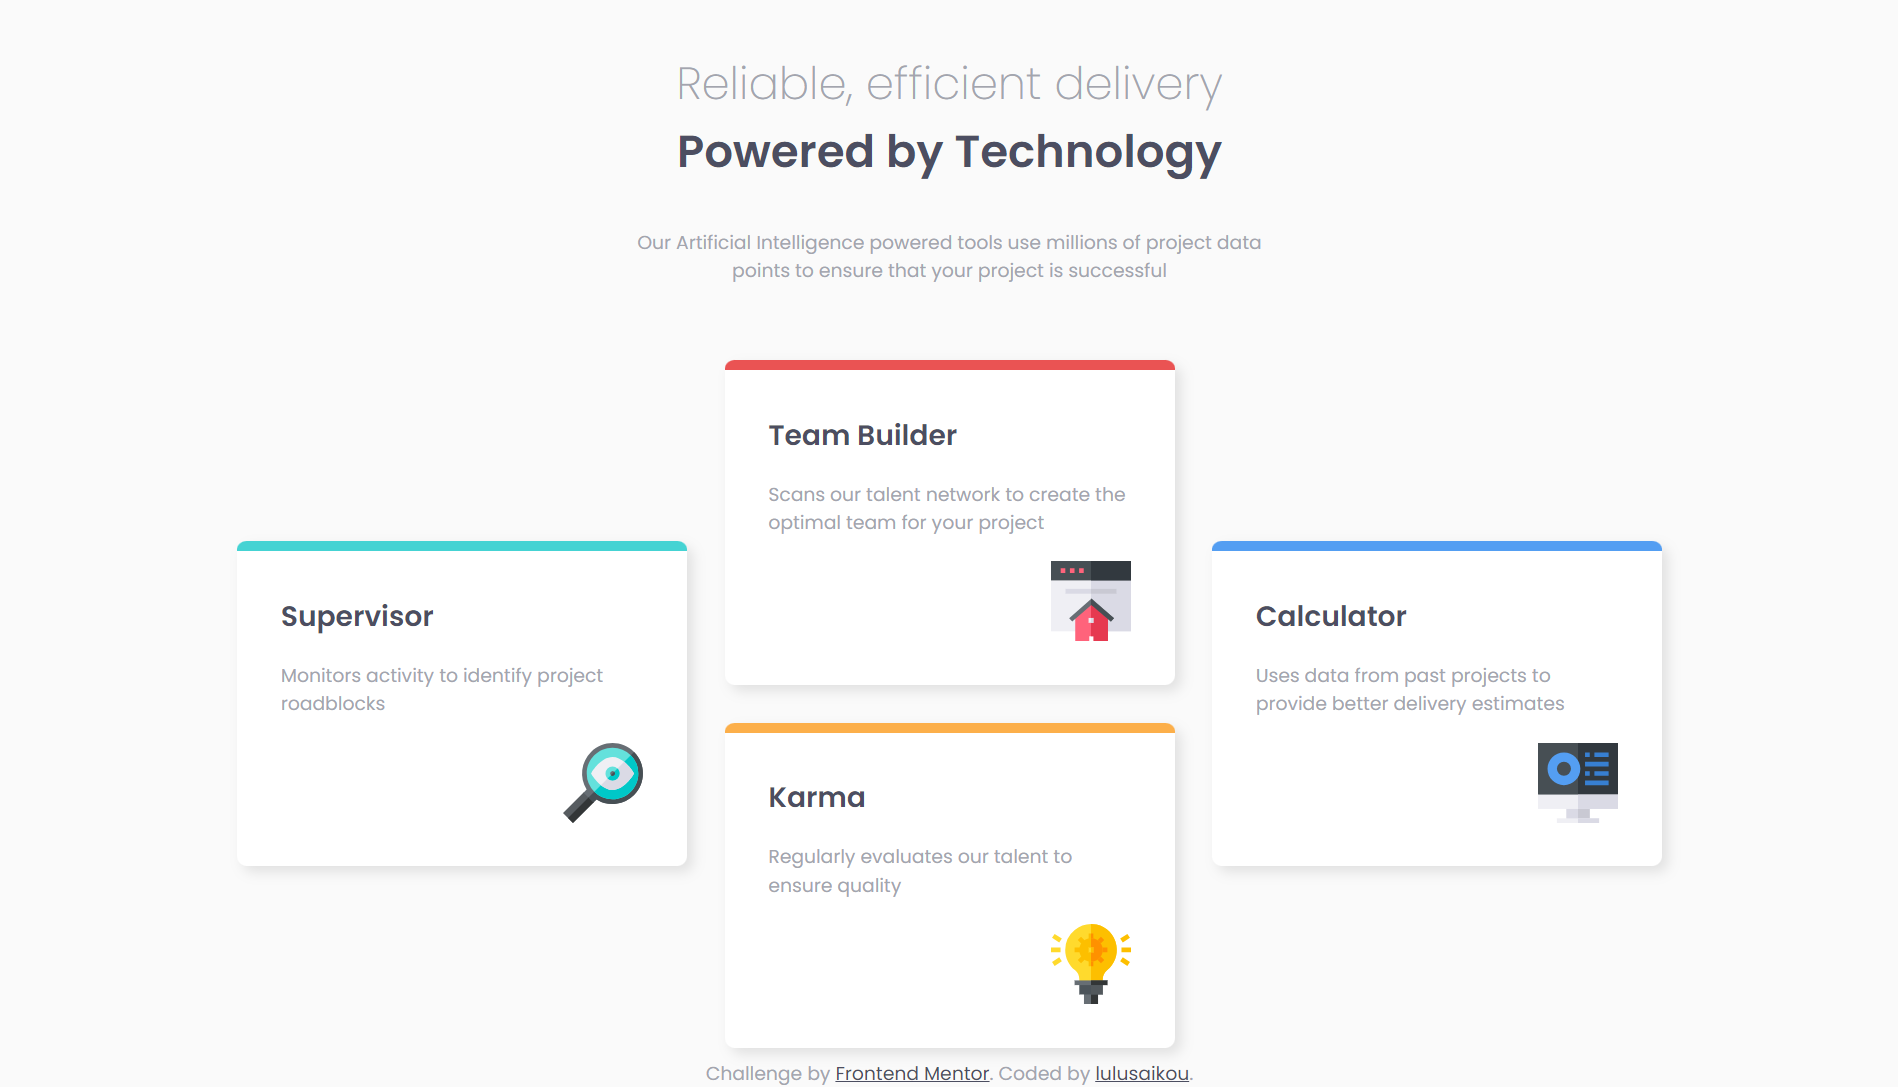 Reliable, efficient delivery
Powered by Technology
Our Artificial Intelligence powered tools use millions of project data
points to ensure that your project is successful
Team Builder
Scans our talent network to create the
optimal team for your project
Supervisor
Monitors activity to identify project
roadblocks
Calculator
Uses data from past projects to
provide better delivery estimates
Karma
Regularly evaluates our talent to
ensure quality
Challenge by Frontend Mentor. Coded by lulusaikou.